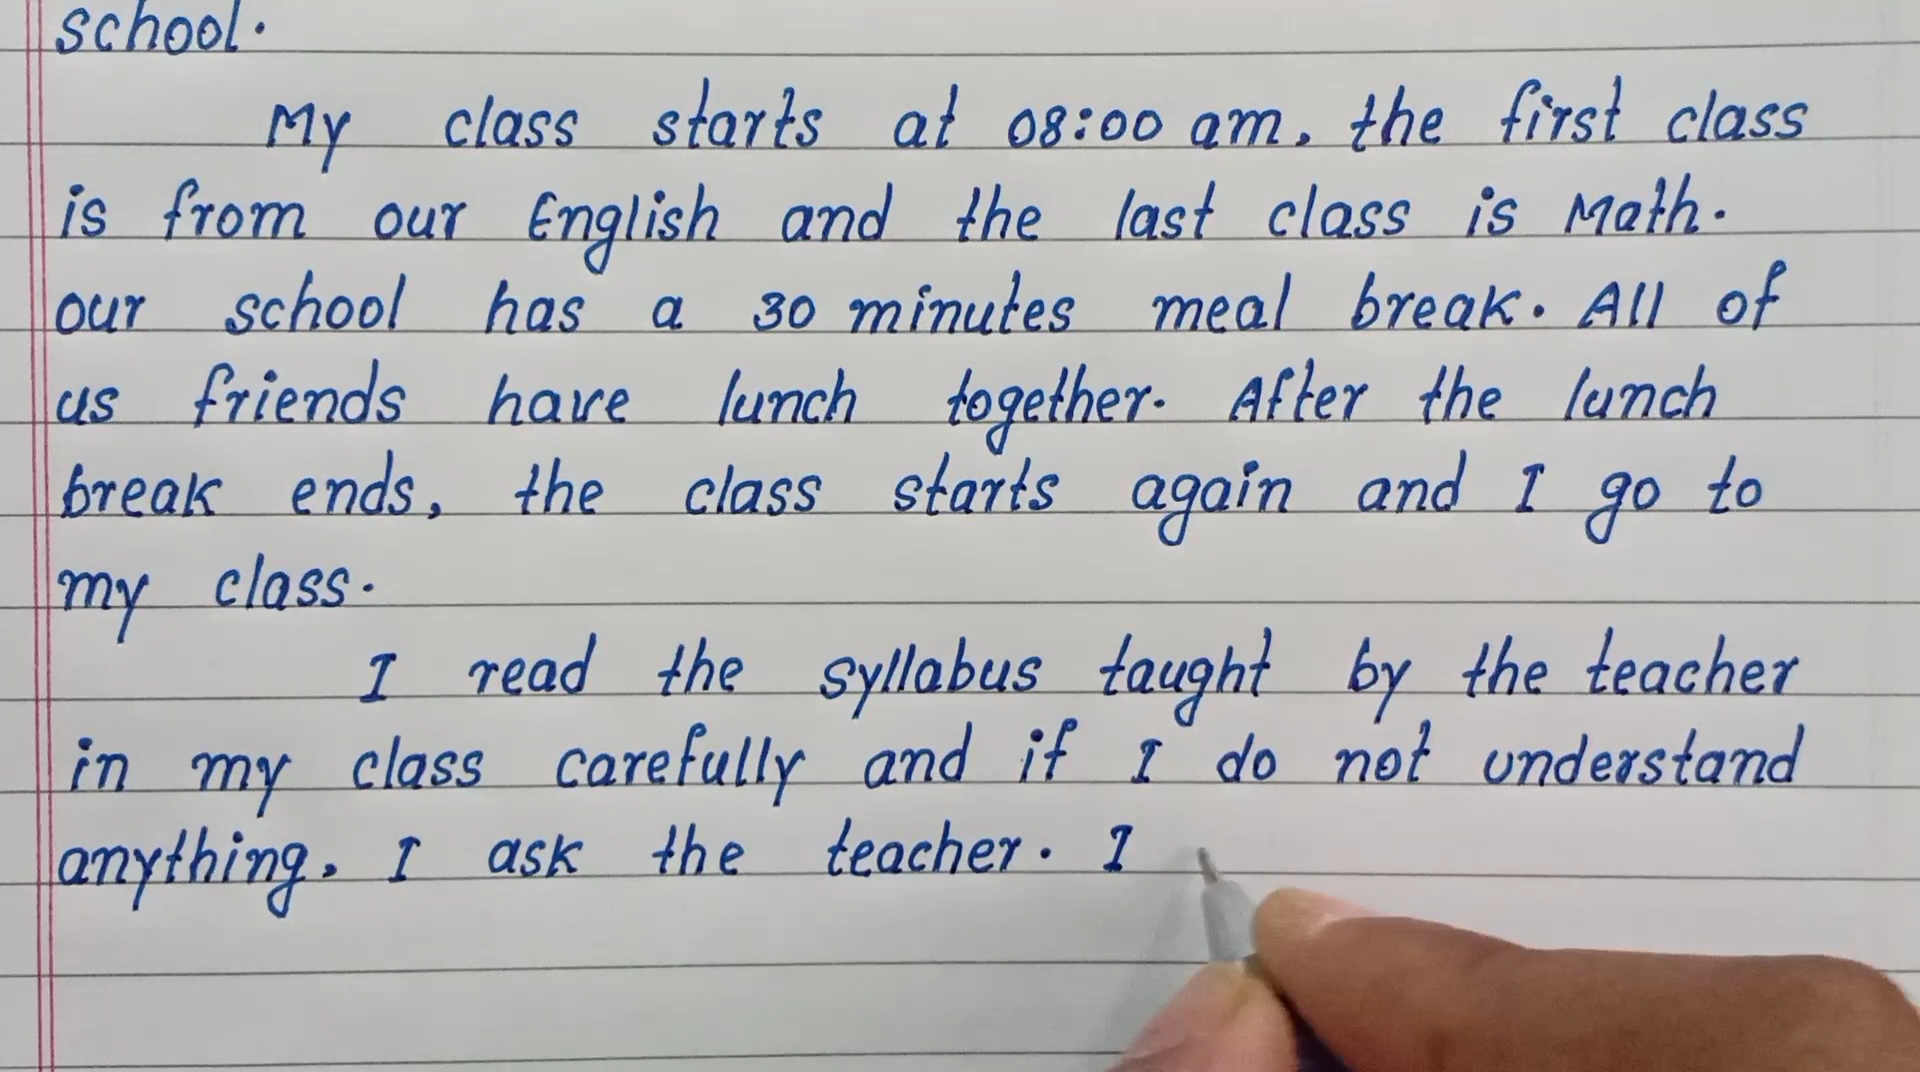 school.
My class starts at 08:00 am, the first class
is from our English and the last class is Math.
our school has a 30 minutes meal break. All of
us friends have lunch together. After the lunch
break ends, the class starts again and I go to
my class.
I read the syllabus taught by the teacher
in my class carefully and if I do not understand
anything, I ask the teacher. I